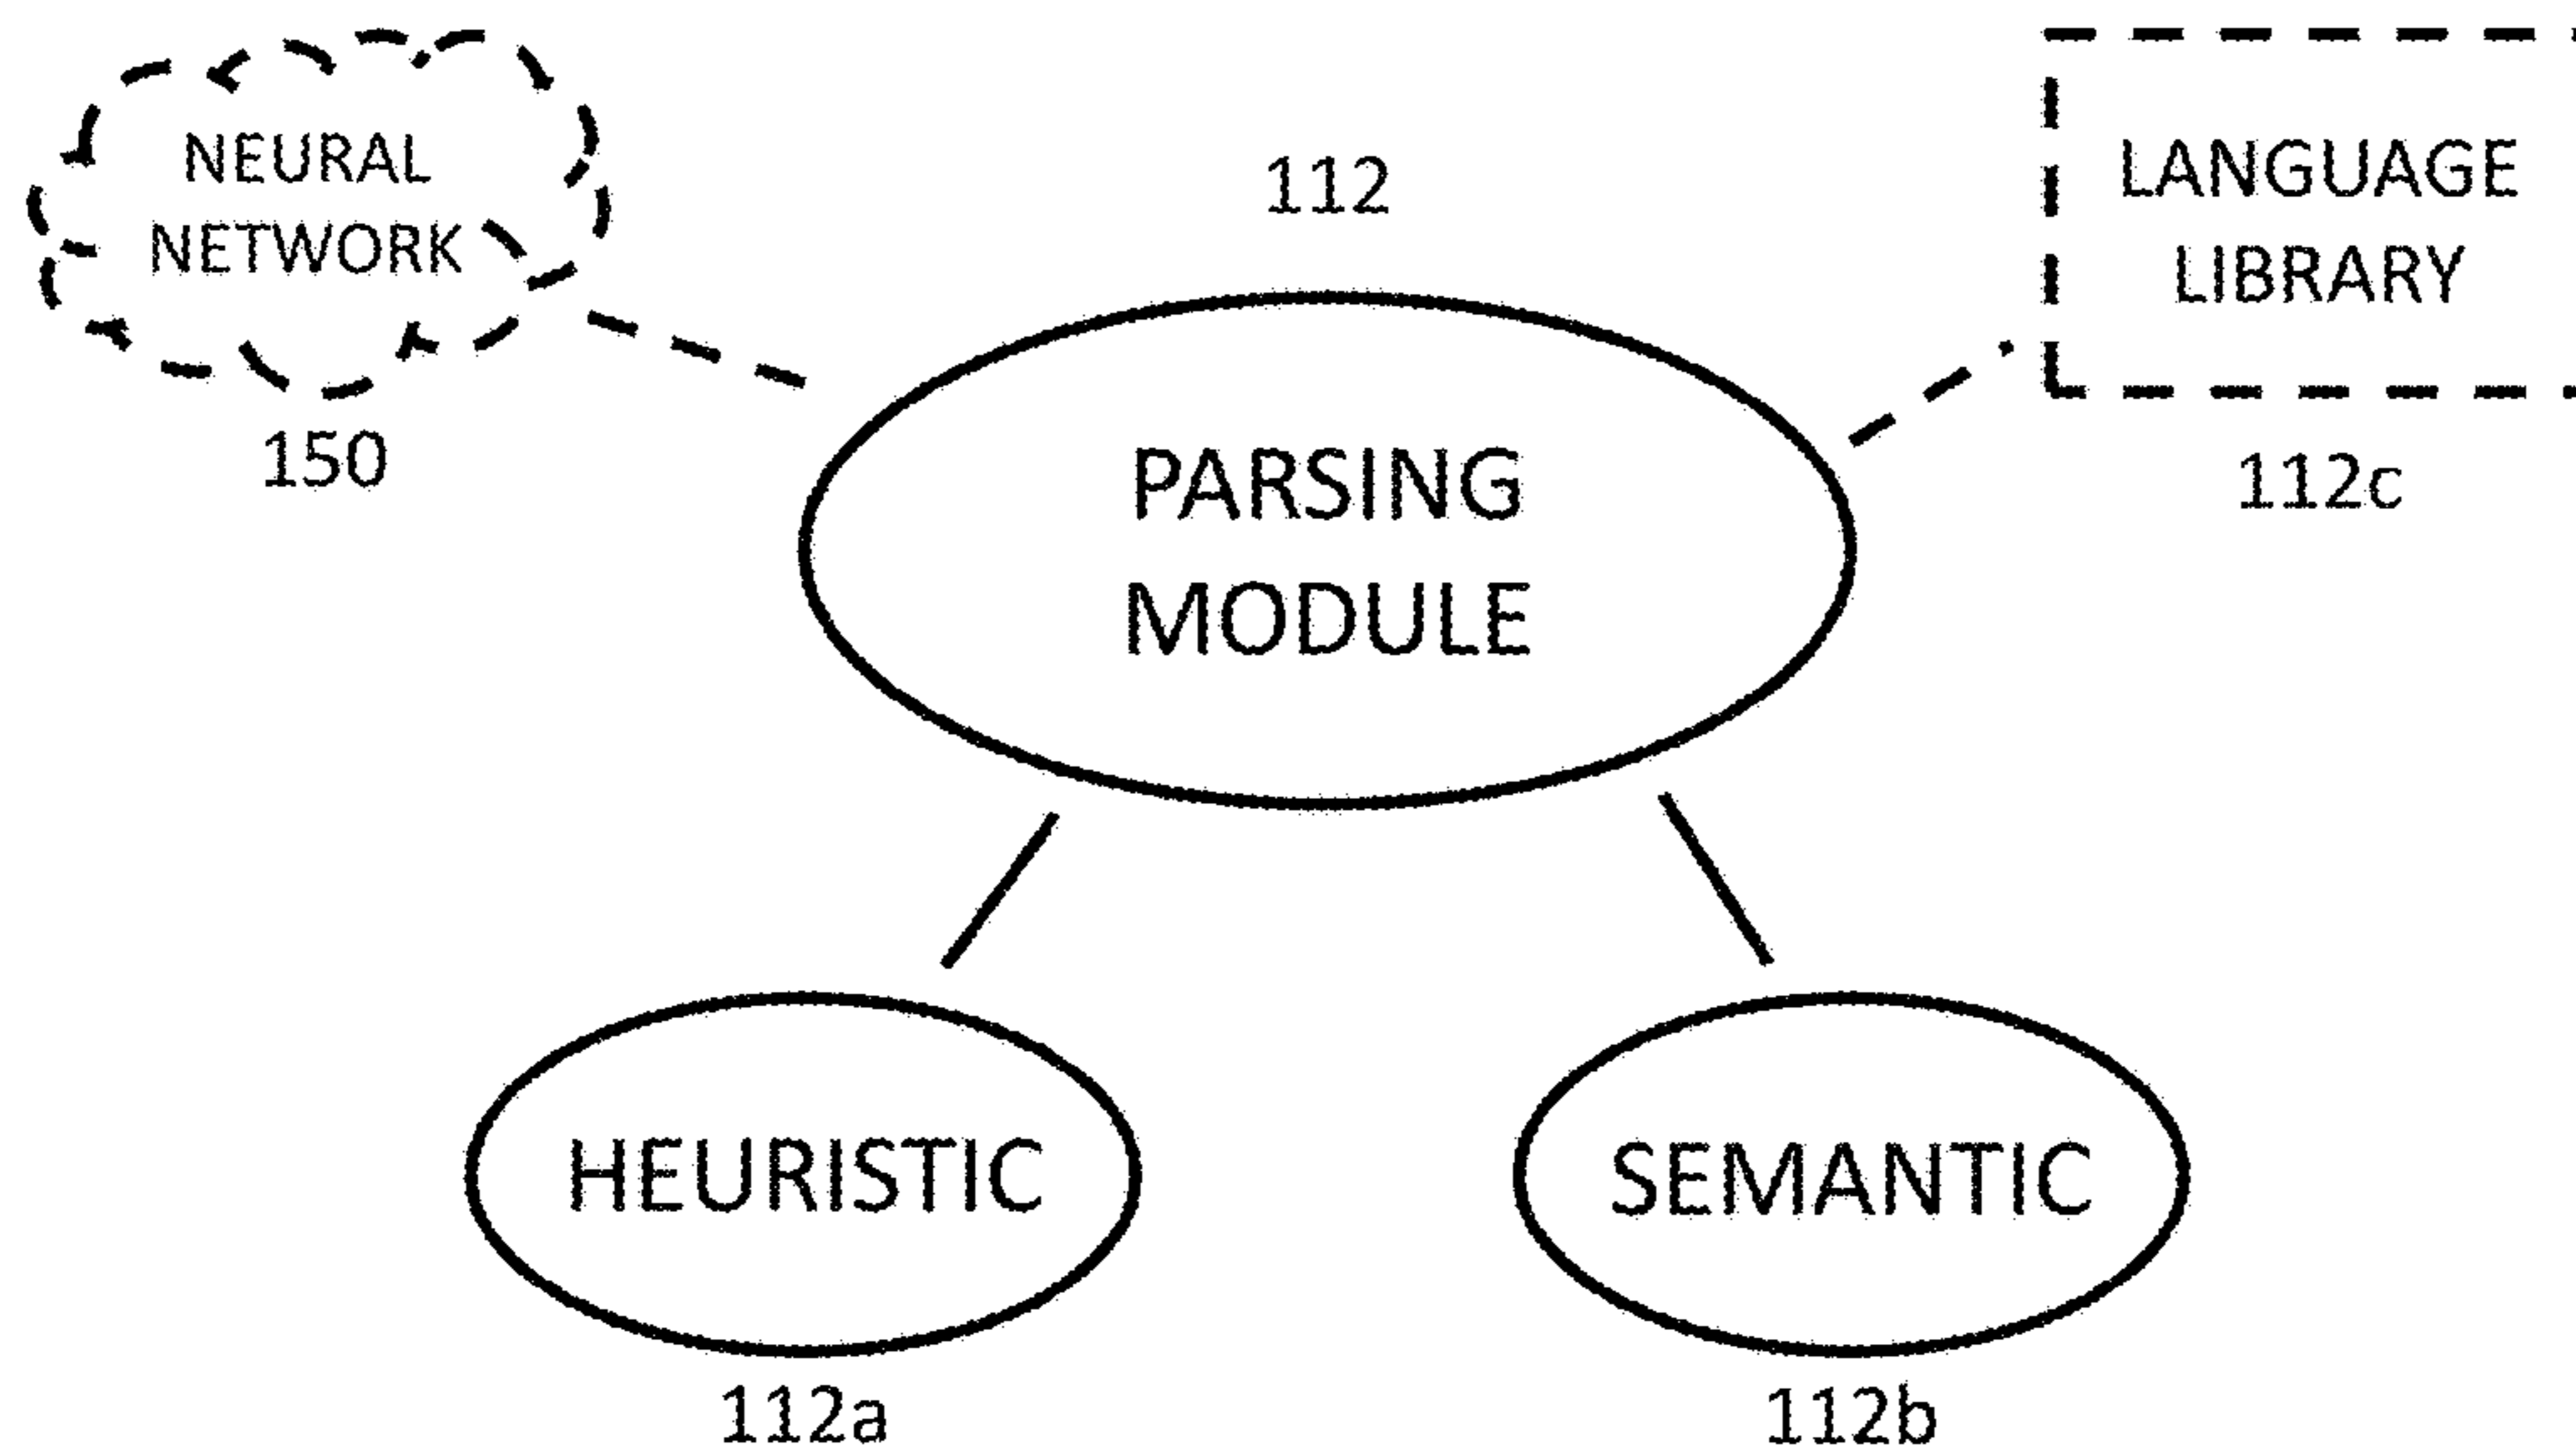 NEURAL
NETWORK
150
112
LANGUAGE
LIBRARY
112c
PARSING
MODULE
HEURISTIC
112a
SEMANTIC
112b